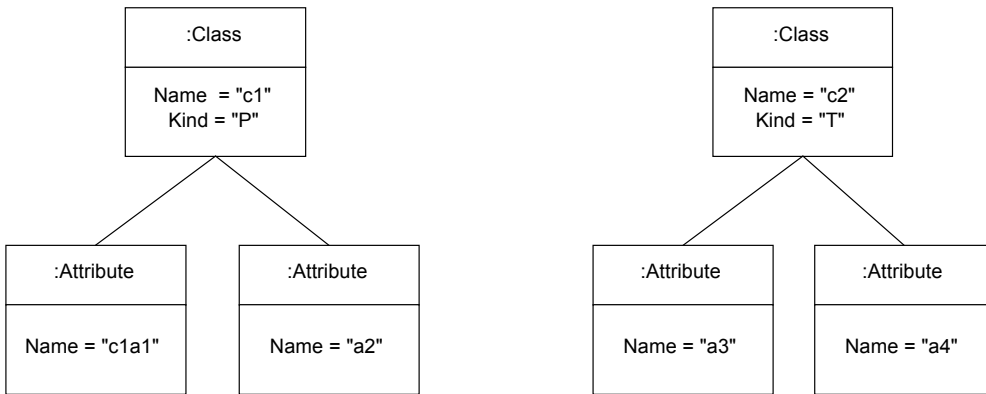 :Class
Name  = "c1"
Kind = "P"
:Class
Name = "c2"
Kind = "T"
:Attribute
Name = "c1a1"
:Attribute
Name = "a2"
:Attribute
Name = "a3"
:Attribute
Name = "a4"